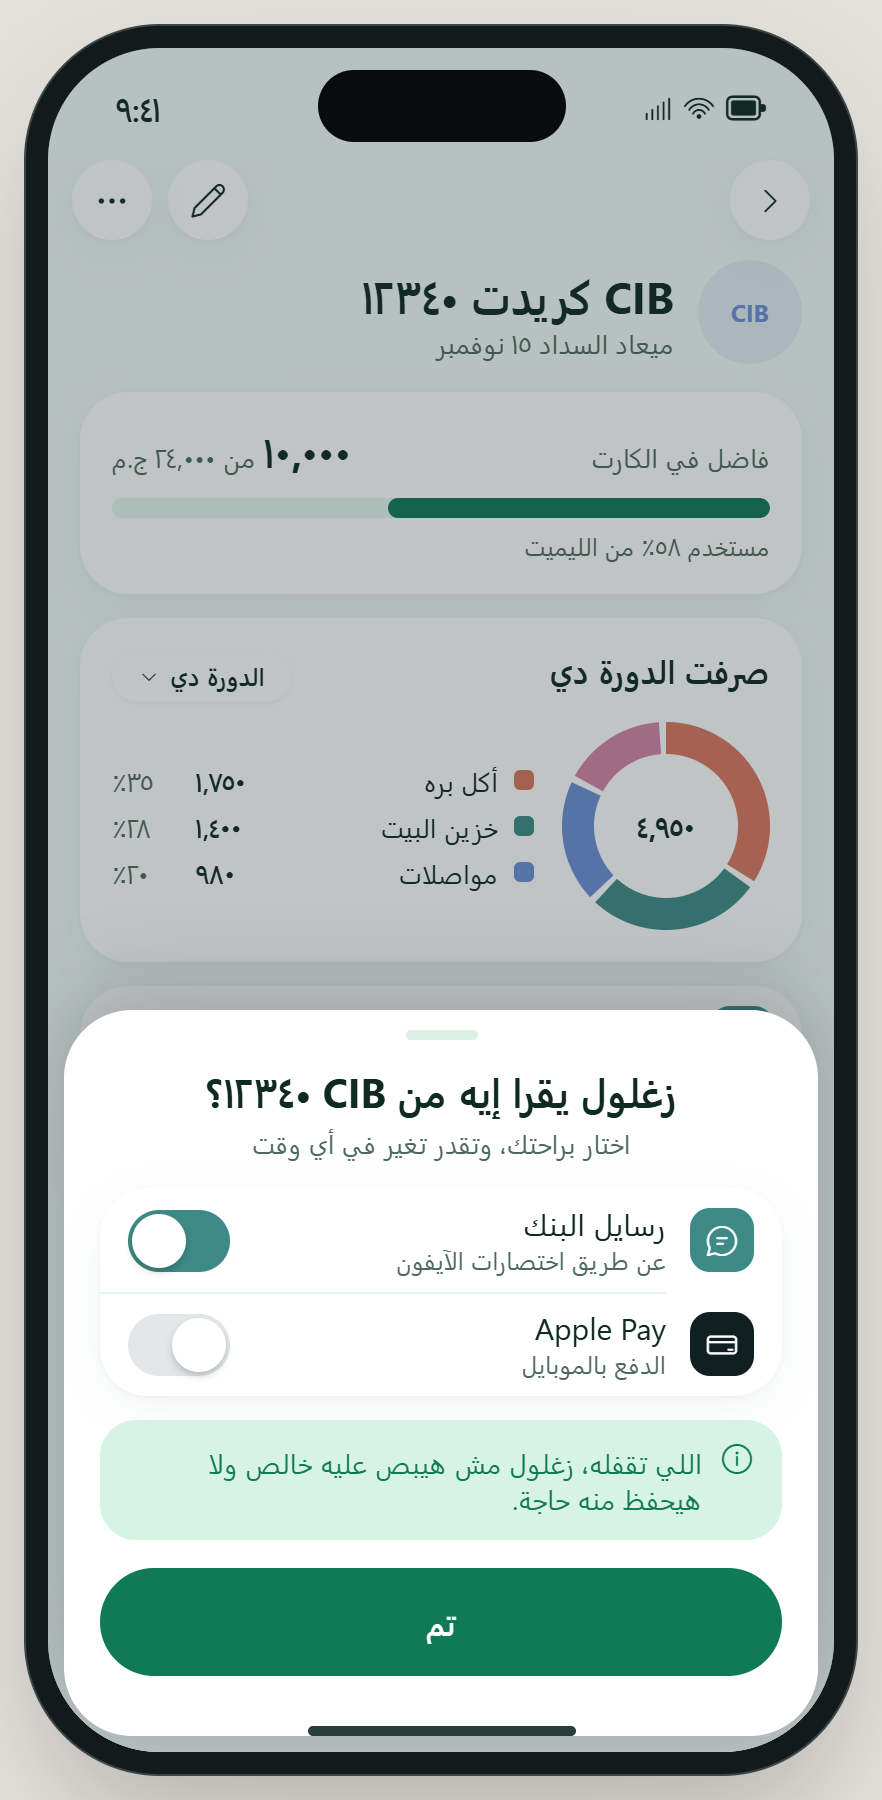 ٩:٤١
CIB
CIB كريدت ١٢٣٤٠
ميعاد السداد ١٥ نوفمبر
فاضل في الكارت
١٠,٠٠٠ من ٢٤,٠٠٠ ج.م
مستخدم ٥٨٪ من الليميت
صرفت الدورة دي
الدورة دي
٤,٩٥٠
أكل بره ١,٧٥٠ ٣٥٪
خزين البيت ١,٤٠٠ ٢٨٪
مواصلات ٩٨٠ ٢٠٪
زغلول يقرا إيه من CIB ١٢٣٤٠؟
اختار براحتك، وتقدر تغير في أي وقت
رسايل البنك
عن طريق اختصارات الآيفون
Apple Pay
الدفع بالموبايل
اللي تقفله، زغلول مش هيبص عليه خالص ولا
هيحفظ منه حاجة.
تم